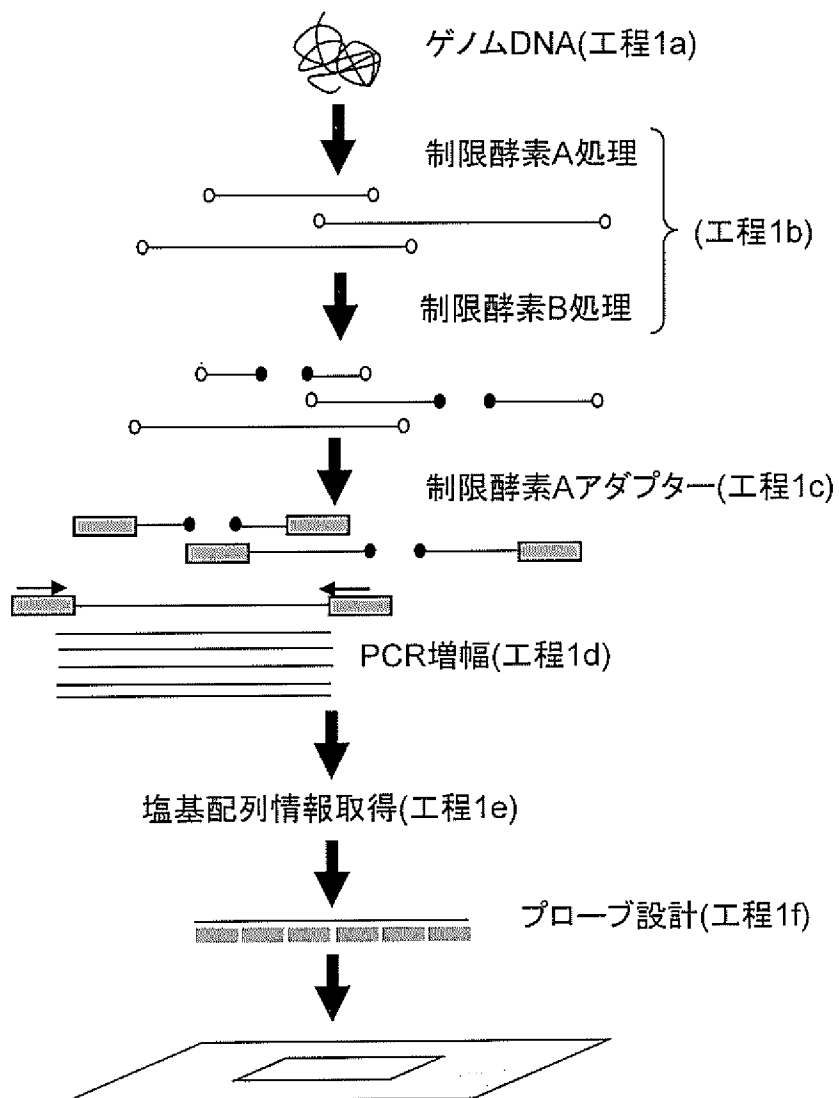 ゲノムDNA(工程1a)
制限酵素A処理
(工程1b)
制限酵素B処理
制限酵素Aアダプター(工程1c)
PCR増幅(工程1d)
塩基配列情報取得(工程1e)
プローブ設計(工程1f)